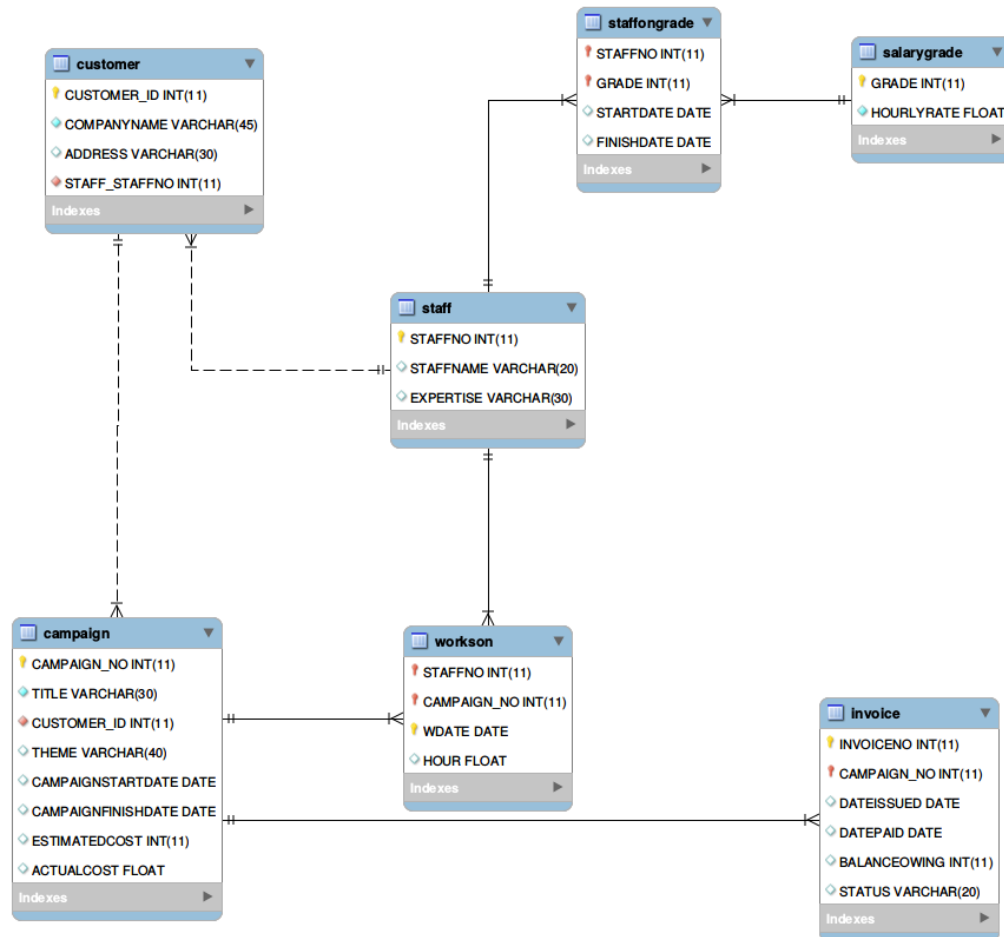 customer
CUSTOMER_ID INT(11)
COMPANYNAME VARCHAR(45)
ADDRESS VARCHAR(30)
STAFF_STAFFNO INT(11)
Indexes
staffongrade
STAFFNO INT(11)
GRADE INT(11)
STARTDATE DATE
FINISHDATE DATE
Indexes
salarygrade
GRADE INT(11)
HOURLYRATE FLOAT
Indexes
staff
STAFFNO INT(11)
STAFFNAME VARCHAR(20)
EXPERTISE VARCHAR(30)
Indexes
campaign
CAMPAIGN_NO INT(11)
TITLE VARCHAR(30)
CUSTOMER_ID INT(11)
THEME VARCHAR(40)
CAMPAIGNSTARTDATE DATE
CAMPAIGNFINISHDATE DATE
ESTIMATEDCOST INT(11)
ACTUALCOST FLOAT
Indexes
workson
STAFFNO INT(11)
CAMPAIGN_NO INT(11)
WDATE DATE
HOUR FLOAT
Indexes
invoice
INVOICENO INT(11)
CAMPAIGN_NO INT(11)
DATEISSUED DATE
DATEPAID DATE
BALANCEOWING INT(11)
STATUS VARCHAR(20)
Indexes